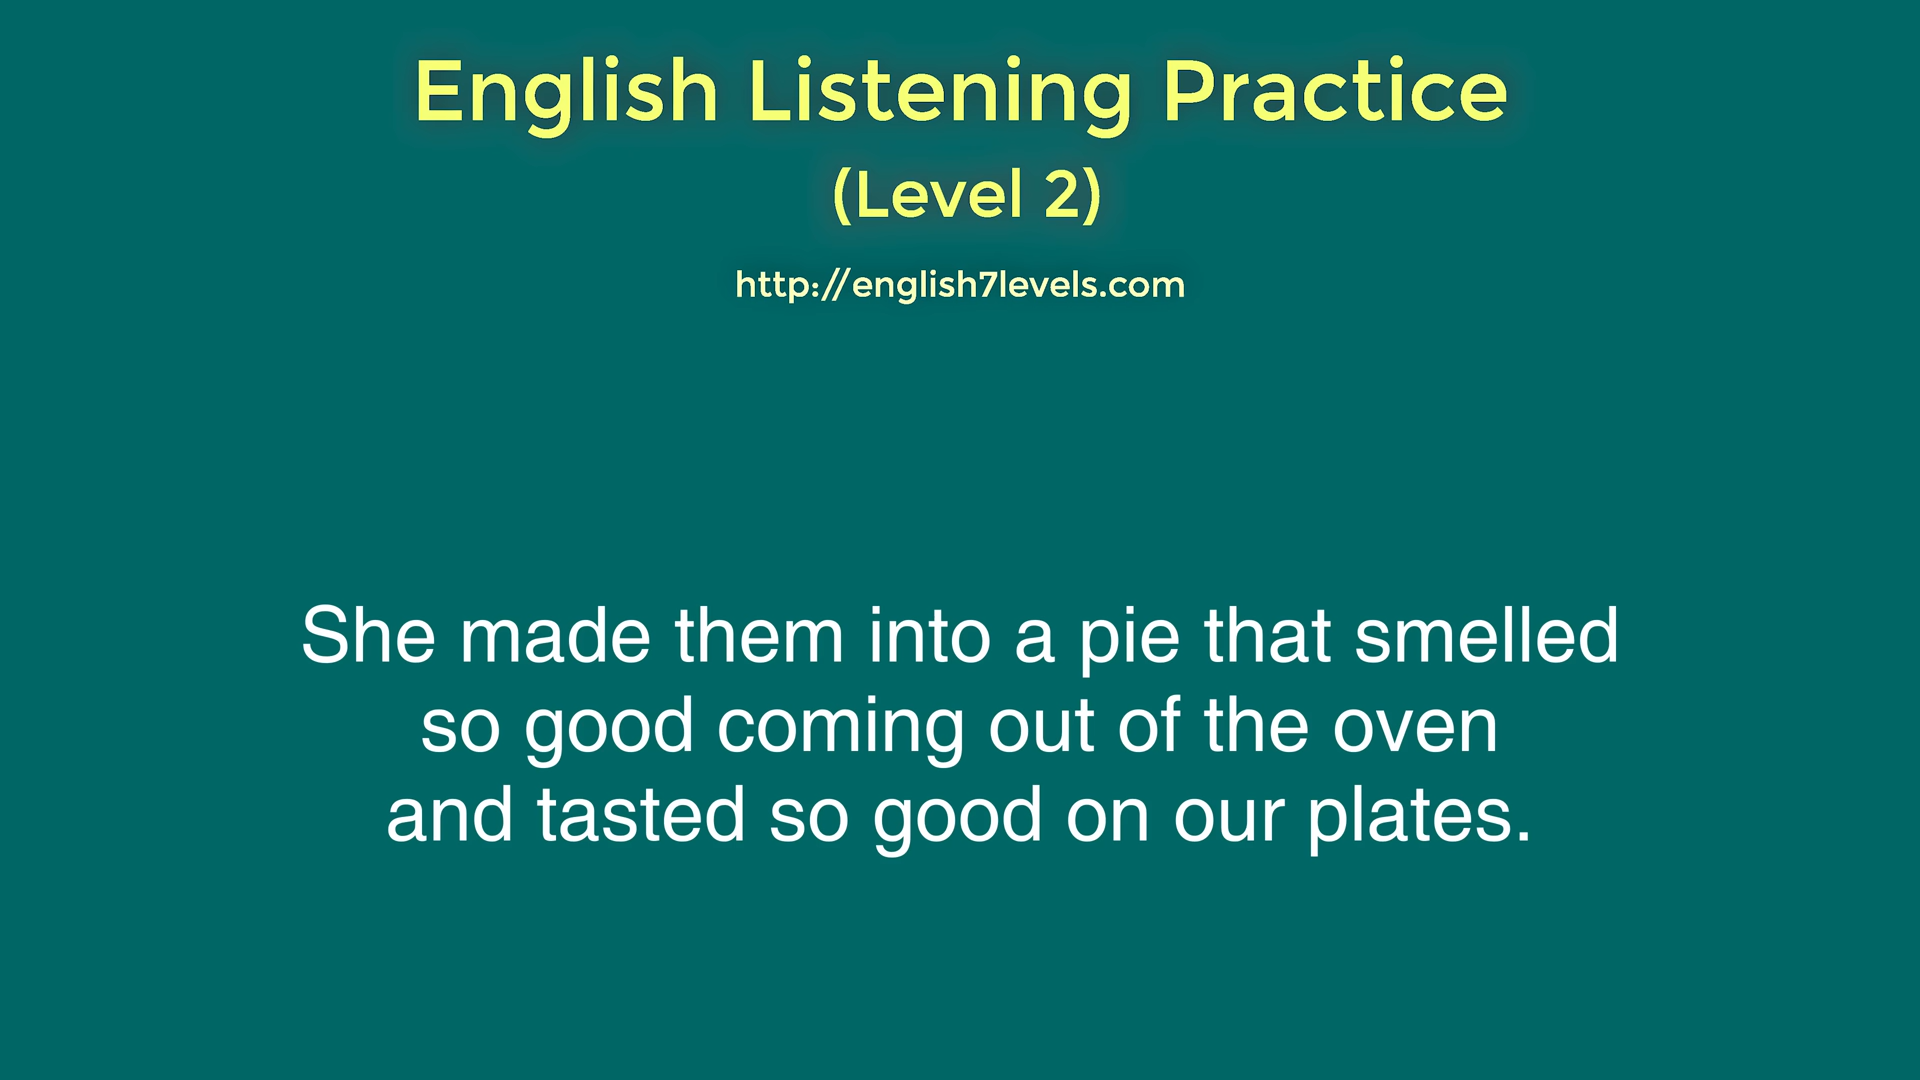 English Listening Practice
(Level 2)
http://english7levels.com
She made them into a pie that smelled
so good coming out of the oven
and tasted so good on our plates.